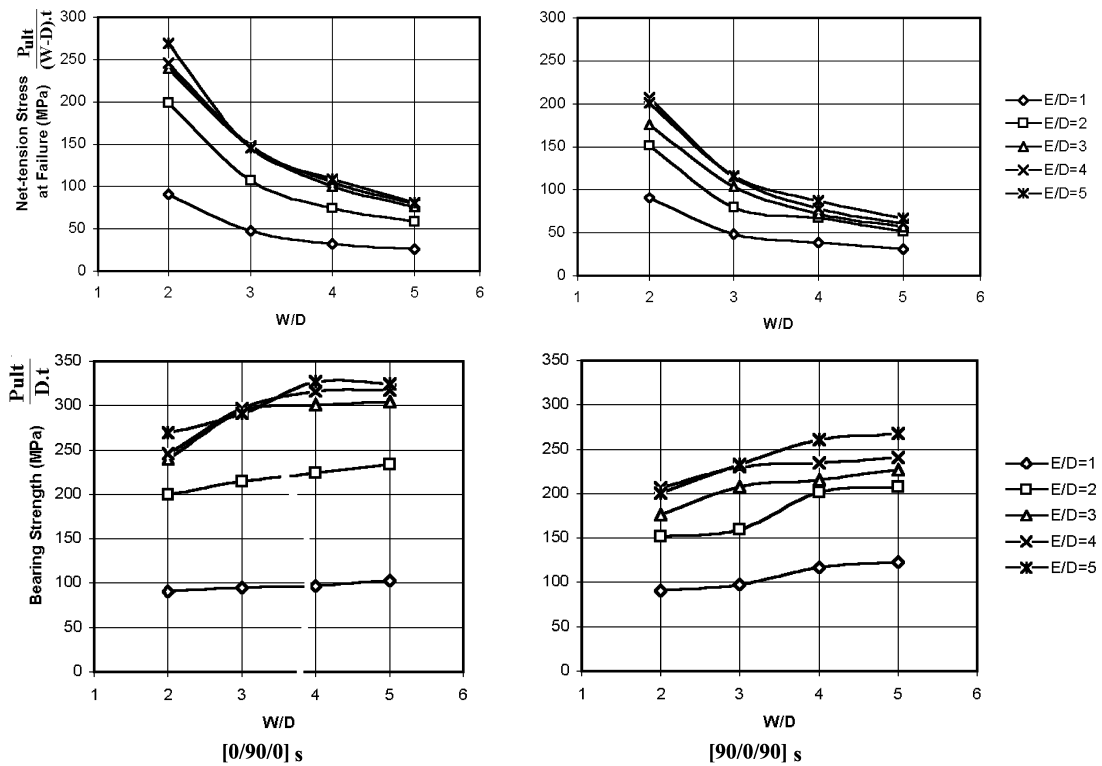 Pult
(W-D).t
Net-tension Stress
at Failure (MPa)
300
250
200
150
100
50
0
1 2 3 4 5 6
W/D
300
250
200
150
100
50
0
1 2 3 4 5 6
W/D
E/D=1
E/D=2
E/D=3
E/D=4
E/D=5
Pult
D.t
Bearing Strength (MPa)
350
300
250
200
150
100
50
0
1 2 3 4 5 6
W/D
[0/90/0] s
350
300
250
200
150
100
50
0
1 2 3 4 5 6
W/D
[90/0/90] s
E/D=1
E/D=2
E/D=3
E/D=4
E/D=5